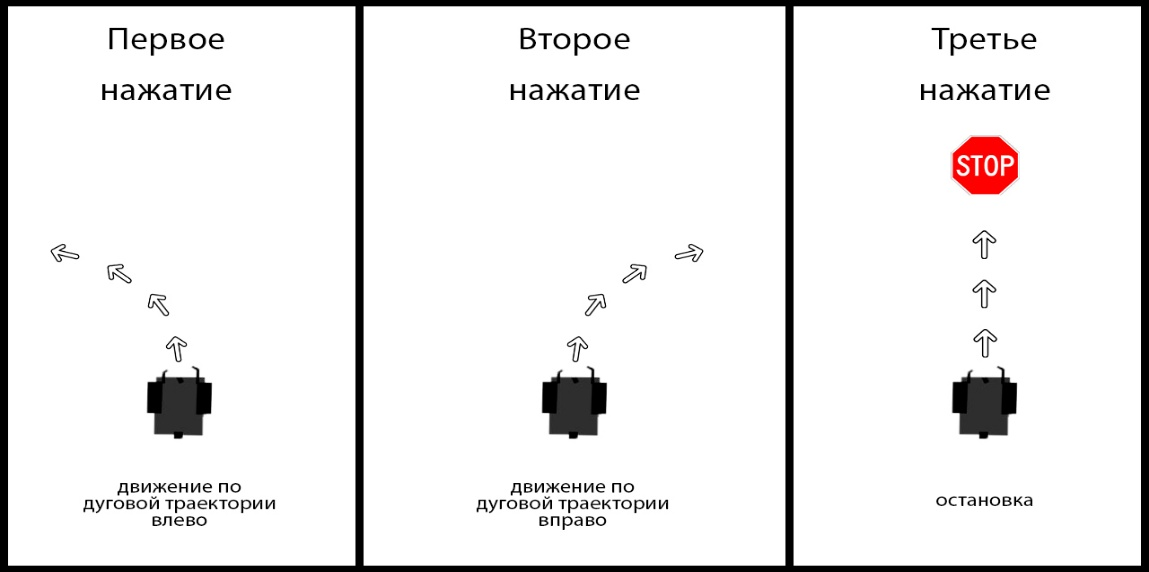 Первое
нажатие
движение по
дуговой траектории
влево
Второе
нажатие
движение по
дуговой траектории
вправо
Третье
нажатие
STOP
остановка